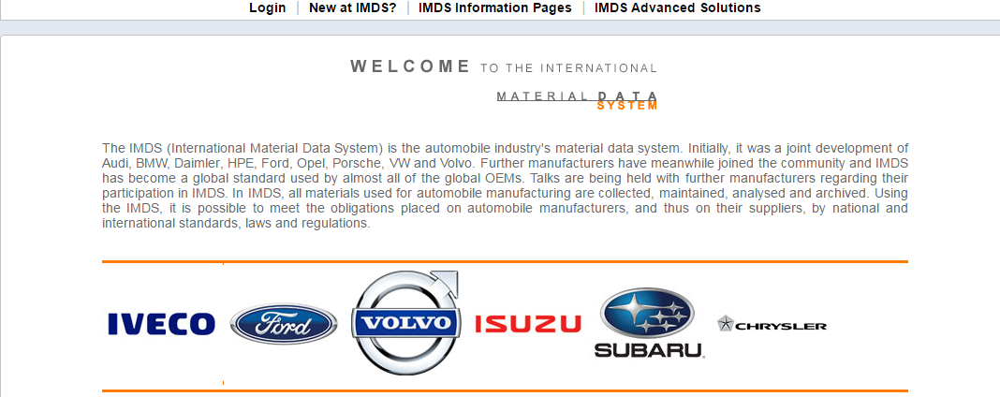 Login | New at IMDS? | IMDS Information Pages | IMDS Advanced Solutions
WELCOME TO THE INTERNATIONAL
MATERIAL DATA
SYSTEM
The IMDS (International Material Data System) is the automobile industry's material data system. Initially, it was a joint development of
Audi, BMW, Daimler, HPE, Ford, Opel, Porsche, VW and Volvo. Further manufacturers have meanwhile joined the community and IMDS
has become a global standard used by almost all of the global OEMs. Talks are being held with further manufacturers regarding their
participation in IMDS. In IMDS, all materials used for automobile manufacturing are collected, maintained, analysed and archived. Using
the IMDS, it is possible to meet the obligations placed on automobile manufacturers, and thus on their suppliers, by national and
international standards, laws and regulations.
IVECO Ford VOLVO ISUZU SUBARU. CHRYSLER